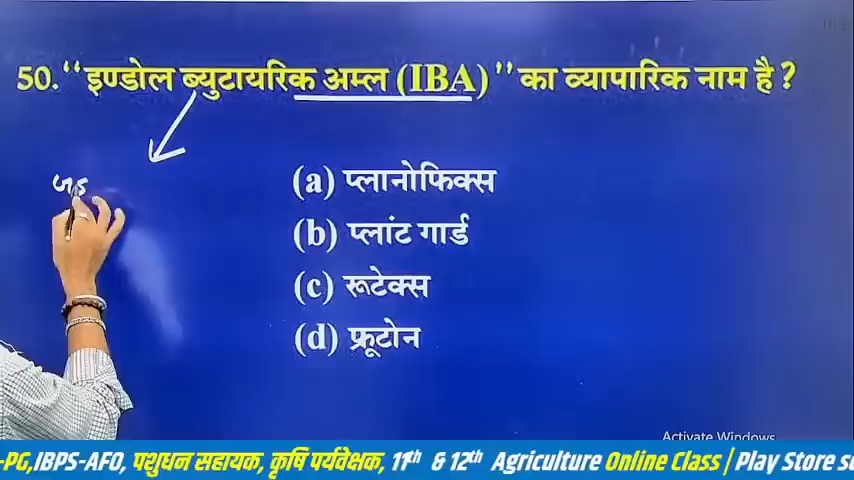 50. “इण्डोल ब्युटायरिक अम्ल (IBA)” का व्यापारिक नाम है ?
जड
(a) प्लानोफिक्स
(b) प्लांट गार्ड
(c) रूटेक्स
(d) फ्रूटोन
Activate Windows
-PG,IBPS-AFO, पशुधन सहायक, कृषि पर्यवेक्षक, 11th & 12th Agriculture Online Class | Play Store